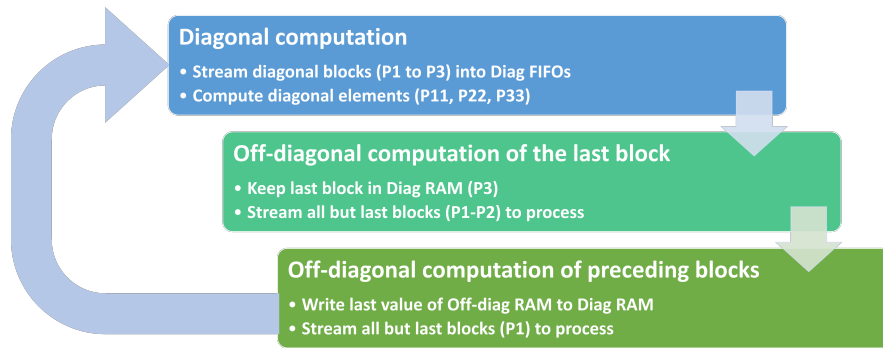 Diagonal computation
• Stream diagonal blocks (P1 to P3) into Diag FIFOs
• Compute diagonal elements (P11, P22, P33)
Off-diagonal computation of the last block
• Keep last block in Diag RAM (P3)
• Stream all but last blocks (P1-P2) to process
Off-diagonal computation of preceding blocks
• Write last value of Off-diag RAM to Diag RAM
• Stream all but last blocks (P1) to process